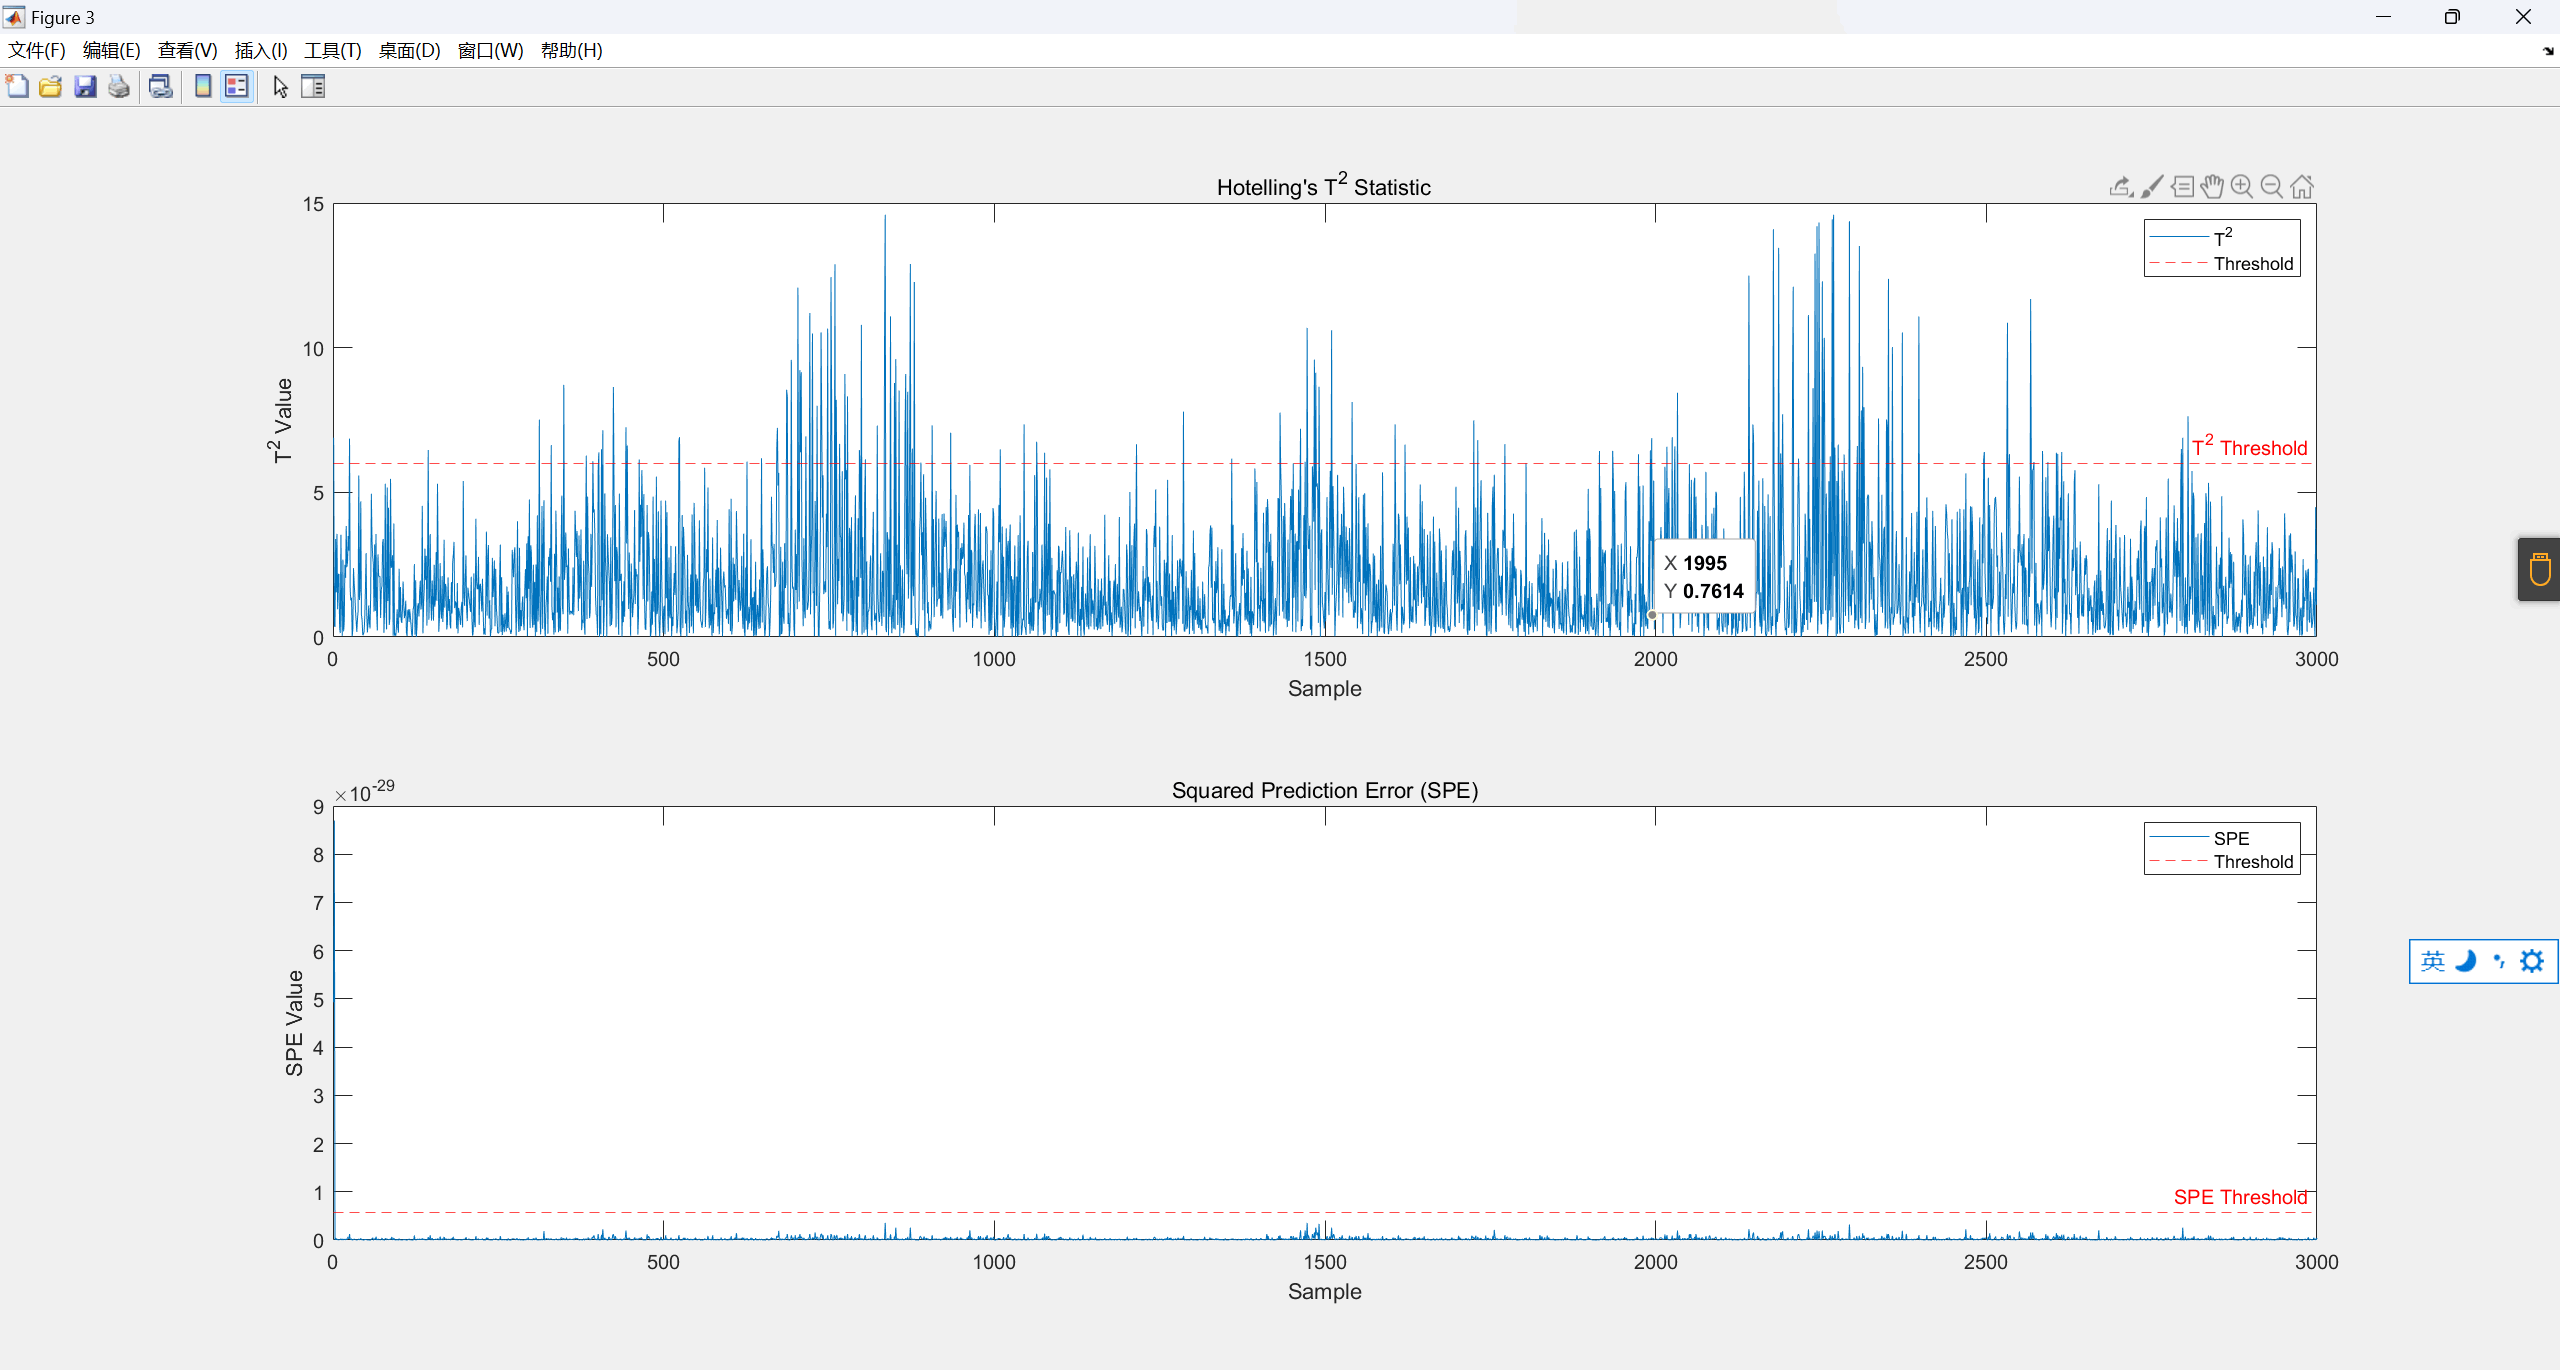 Figure 3
文件(F) 编辑(E) 查看(V) 插入(I) 工具(T) 桌面(D) 窗口(W) 帮助(H)
Hotelling's T2 Statistic
15
10
5
0
T2 Value
T2
Threshold
T2 Threshold
X 1995
Y 0.7614
0 500 1000 1500 2000 2500 3000
Sample
×10-29
Squared Prediction Error (SPE)
9
8
7
6
5
4
3
2
1
0
SPE Value
SPE
Threshold
SPE Threshold
0 500 1000 1500 2000 2500 3000
Sample
英